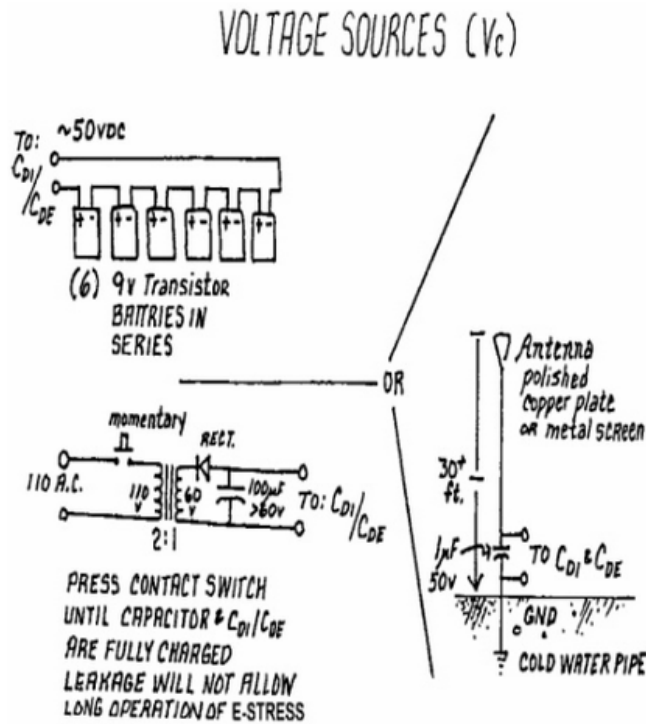 VOLTAGE SOURCES (Vc)
~50VDC
TO:
CDI
/CDE
+ - + - + - + - + - + -
(6) 9V Transistor
BATTRIES IN
SERIES
OR
momentary
RECT.
110 A.C.
110
V
60
V
100µF
>60V
TO: CDI
/CDE
2:1
PRESS CONTACT SWITCH
UNTIL CAPACITOR & CDI/CDE
ARE FULLY CHARGED
LEAKAGE WILL NOT ALLOW
LONG OPERATION OF E-STRESS
Antenna
polished
copper plate
OR metal screen
30+
ft.
1µF
50V
TO CDI & CDE
GND
COLD WATER PIPE